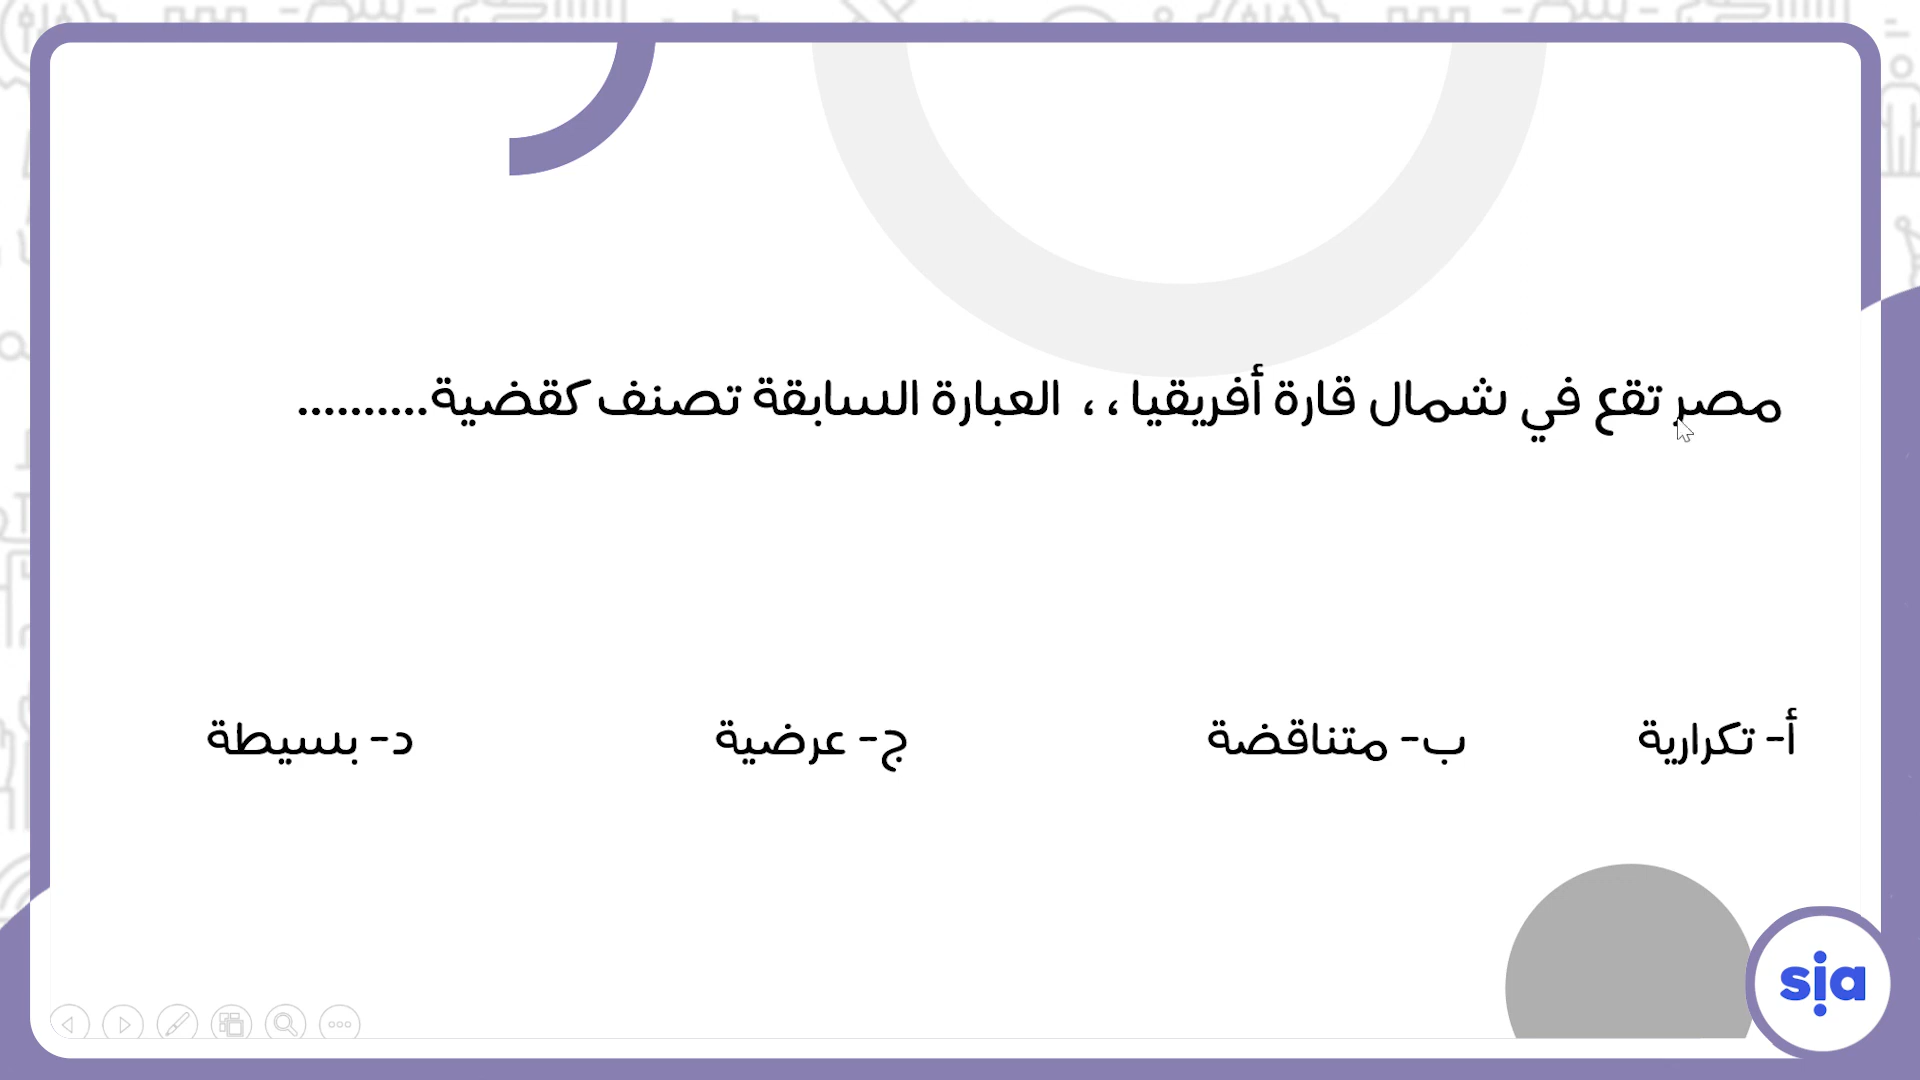 مصر تقع في شمال قارة أفريقيا ، ، العبارة السابقة تصنف كقضية..........
أ- تكرارية ب- متناقضة ج- عرضية د- بسيطة
sia